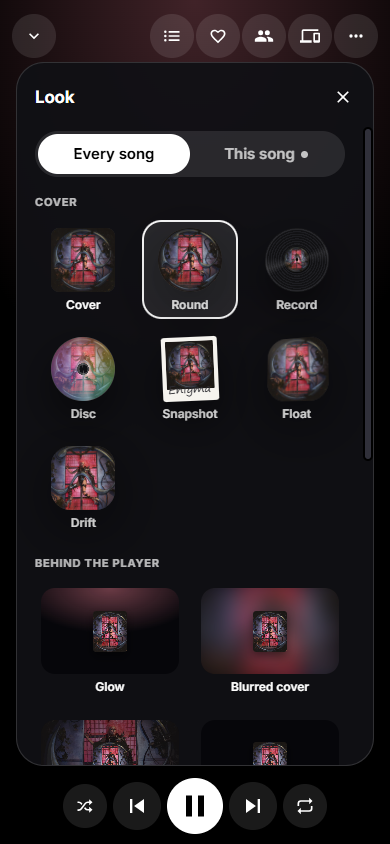 Look
Every song
This song
COVER
Cover
Round
Record
Disc
Enigma
Snapshot
Float
Drift
BEHIND THE PLAYER
Glow
Blurred cover